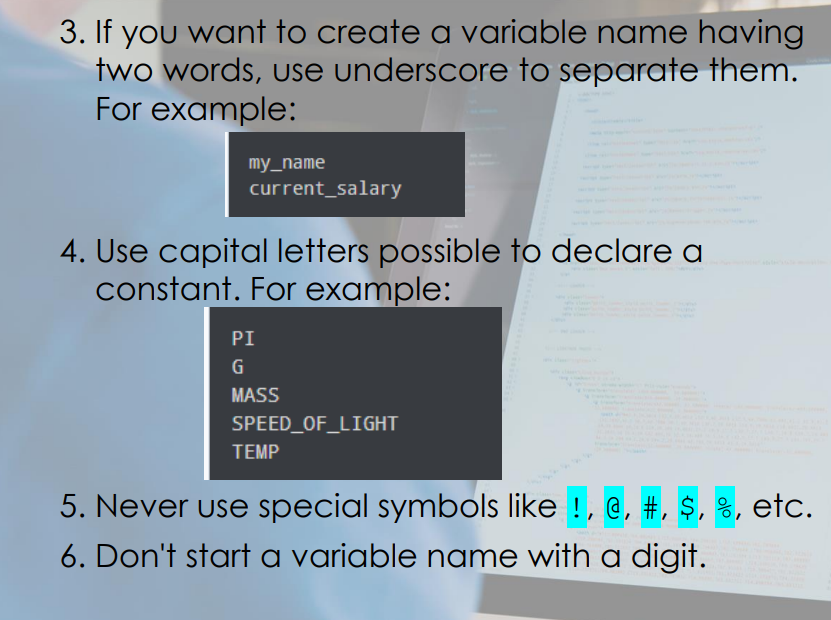 3. If you want to create a variable name having
two words, use underscore to separate them.
For example:
my_name
current_salary
4. Use capital letters possible to declare a
constant. For example:
PI
G
MASS
SPEED_OF_LIGHT
TEMP
5. Never use special symbols like !, @, #, $, %, etc.
6. Don't start a variable name with a digit.